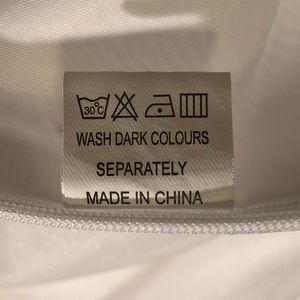 30°C
WASH DARK COLOURS
SEPARATELY
MADE IN CHINA